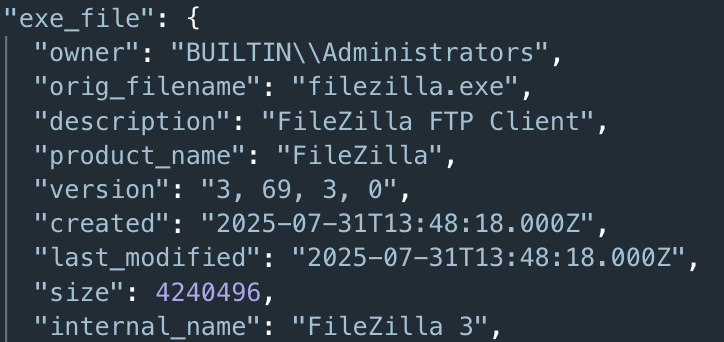 "exe_file": {
"owner": "BUILTIN\\Administrators",
"orig_filename": "filezilla.exe",
"description": "FileZilla FTP Client",
"product_name": "FileZilla",
"version": "3, 69, 3, 0",
"created": "2025-07-31T13:48:18.000Z",
"last_modified": "2025-07-31T13:48:18.000Z",
"size": 4240496,
"internal_name": "FileZilla 3",